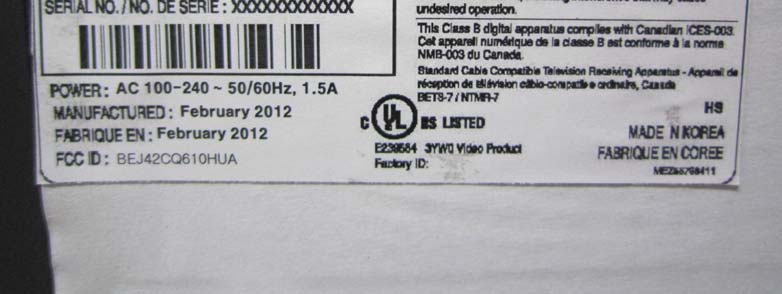 SERIAL NO. / NO. DE SERIE : XXXXXXXXXXXXX
POWER: AC 100-240 ~ 50/60Hz, 1.5A
MANUFACTURED : February 2012
FABRIQUE EN : February 2012
FCC ID : BEJ42CQ610HUA
undesired operation.
This Class B digital apparatus complies with Canadian ICES-003.
Cet appareil numérique de la classe B est conforme à la norme
NMB-003 du Canada.
Standard Cable Compatible Television Receiving Apparatus - Appareil de
réception de télévision câblo-compatible ordinaire, Canada
BETS-7 / NTMR-7
C UL US LISTED
E239584 3YW0 Video Product
Factory ID:
HS
MADE IN KOREA
FABRIQUE EN COREE